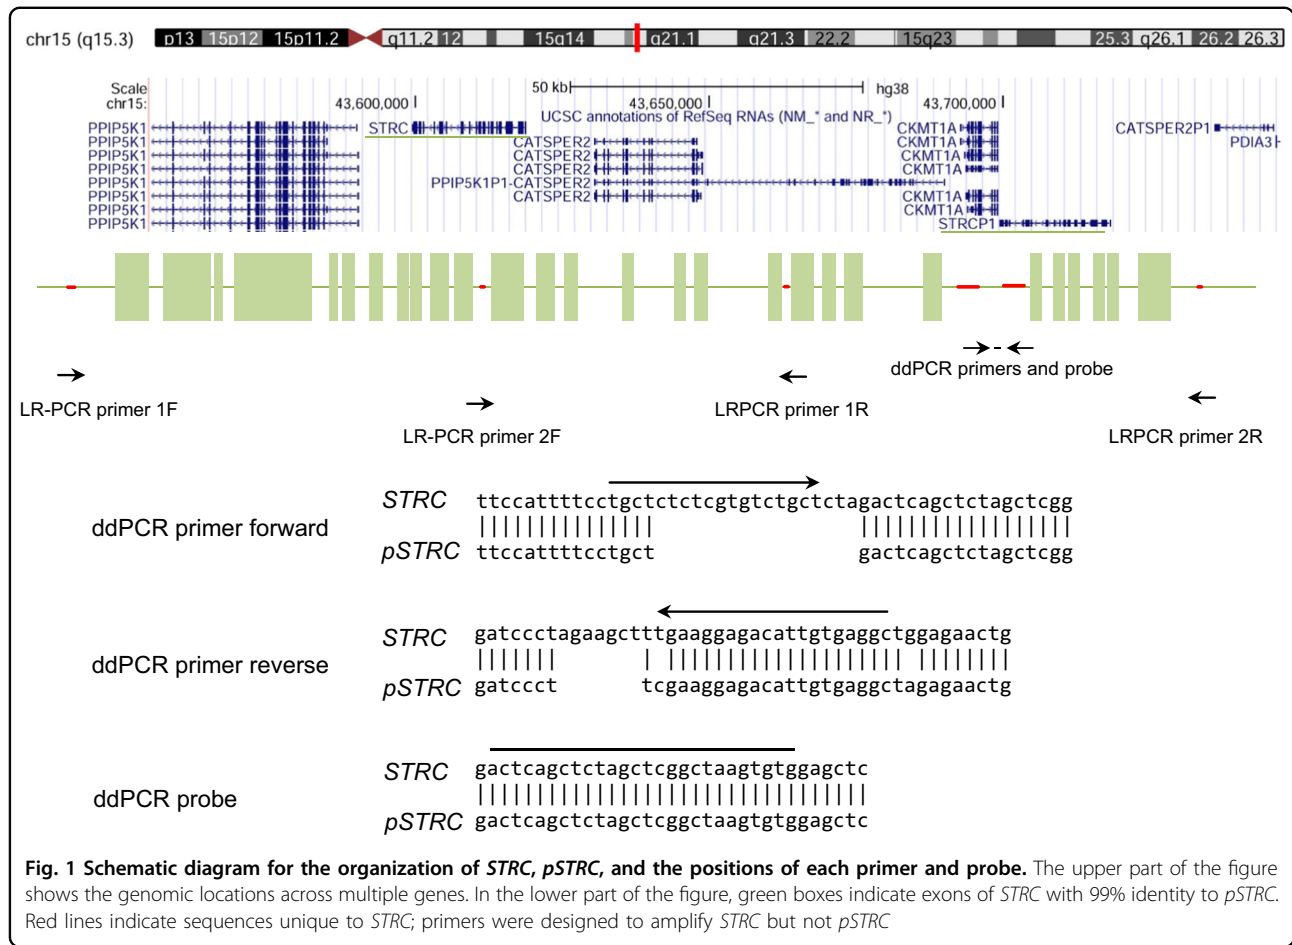 chr15 (q15.3) p13 15p12 15p11.2 q11.2 12 15q14 q21.1 q21.3 22.2 15q23 25.3 q26.1 26.2 26.3
Scale 50 kb hg38
chr15: 43,600,000 43,650,000 43,700,000
UCSC annotations of RefSeq RNAs (NM_* and NR_*)
PPIP5K1 STRC CKMT1A CATSPER2P1
PPIP5K1 CATSPER2 CKMT1A PDIA3
PPIP5K1 CATSPER2 CKMT1A
PPIP5K1 CATSPER2 CKMT1A
PPIP5K1 PPIP5K1P1-CATSPER2
PPIP5K1 CATSPER2 CKMT1A
PPIP5K1 CKMT1A
PPIP5K1 STRCP1
ddPCR primers and probe
LR-PCR primer 1F LRPCR primer 1R
LR-PCR primer 2F LRPCR primer 2R
STRC ttccattttcctgctctctcgtgtctgctctagactcagctctagctcgg
ddPCR primer forward
pSTRC ttccattttcctgct gactcagctctagctcgg
STRC gatccctagaagctttgaaggagacattgtgaggctggagaactg
ddPCR primer reverse
pSTRC gatccct tcgaaggagacattgtgaggctagagaactg
STRC gactcagctctagctcggctaagtgtggagctc
ddPCR probe
pSTRC gactcagctctagctcggctaagtgtggagctc
Fig. 1 Schematic diagram for the organization of STRC, pSTRC, and the positions of each primer and probe. The upper part of the figure
shows the genomic locations across multiple genes. In the lower part of the figure, green boxes indicate exons of STRC with 99% identity to pSTRC.
Red lines indicate sequences unique to STRC; primers were designed to amplify STRC but not pSTRC